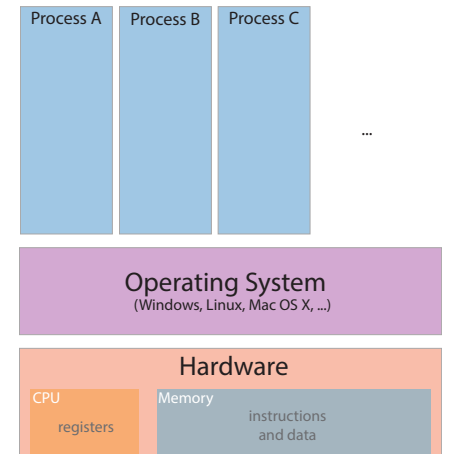 Process A
Process B
Process C
...
Operating System
(Windows, Linux, Mac OS X, ...)
Hardware
CPU
registers
Memory
instructions
and data